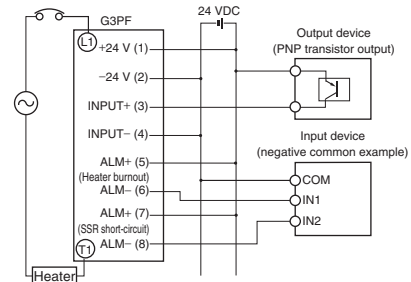 24 VDC
G3PF
L1
+24 V (1)
−24 V (2)
INPUT+ (3)
INPUT− (4)
ALM+ (5)
(Heater burnout)
ALM− (6)
ALM+ (7)
(SSR short-circuit)
ALM− (8)
T1
Heater
Output device
(PNP transistor output)
Input device
(negative common example)
COM
IN1
IN2